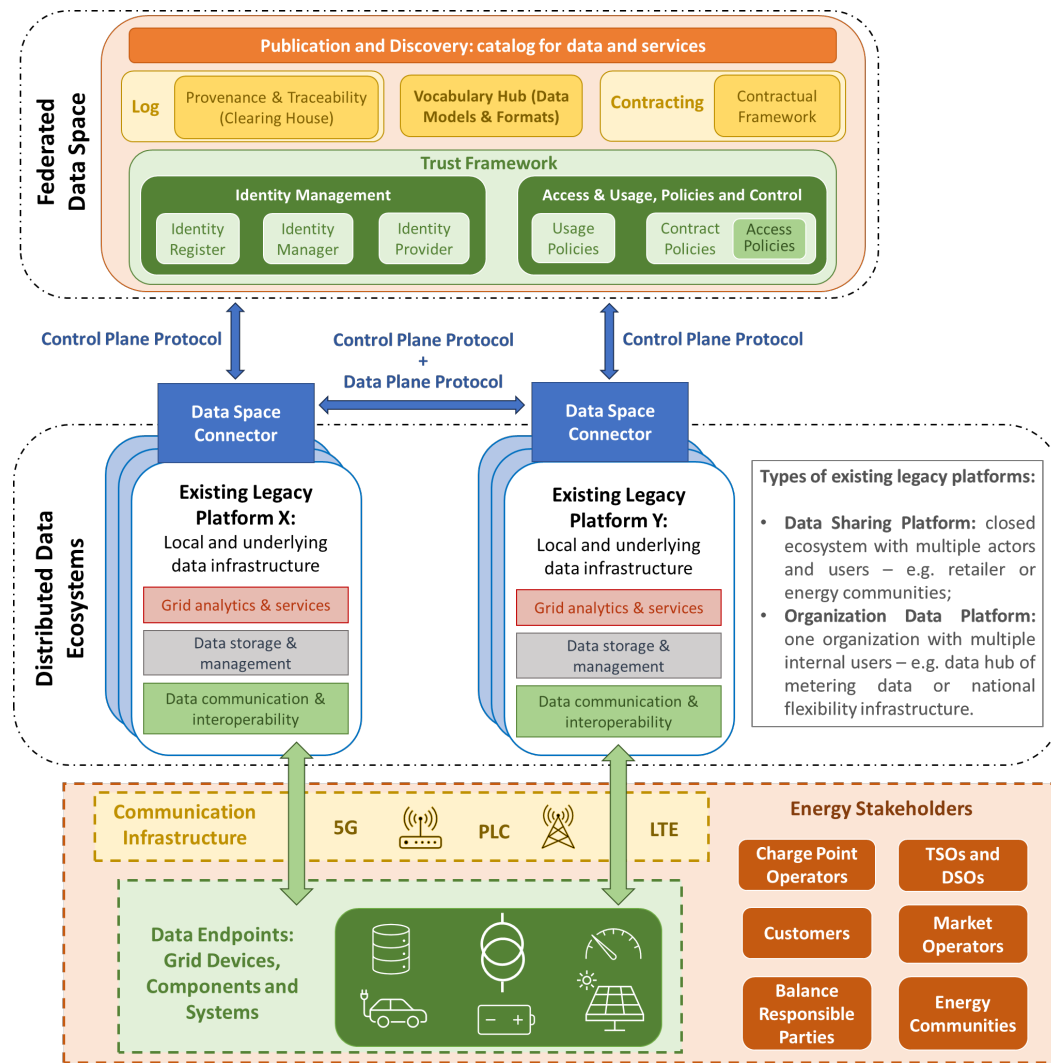 Federated
Data Space
Publication and Discovery: catalog for data and services
Log
Provenance & Traceability
(Clearing House)
Vocabulary Hub (Data
Models & Formats)
Contracting
Contractual
Framework
Trust Framework
Identity Management
Identity
Register
Identity
Manager
Identity
Provider
Access & Usage, Policies and Control
Usage
Policies
Contract
Policies
Access
Policies
Control Plane Protocol
Control Plane Protocol
+
Data Plane Protocol
Control Plane Protocol
Data Space
Connector
Data Space
Connector
Distributed Data
Ecosystems
Existing Legacy
Platform X:
Local and underlying
data infrastructure
Grid analytics & services
Data storage &
management
Data communication &
interoperability
Existing Legacy
Platform Y:
Local and underlying
data infrastructure
Grid analytics & services
Data storage &
management
Data communication &
interoperability
Types of existing legacy platforms:
• Data Sharing Platform: closed
ecosystem with multiple actors
and users – e.g. retailer or
energy communities;
• Organization Data Platform:
one organization with multiple
internal users – e.g. data hub of
metering data or national
flexibility infrastructure.
Communication
Infrastructure
5G
PLC
LTE
Data Endpoints:
Grid Devices,
Components and
Systems
Energy Stakeholders
Charge Point
Operators
TSOs and
DSOs
Customers
Market
Operators
Balance
Responsible
Parties
Energy
Communities